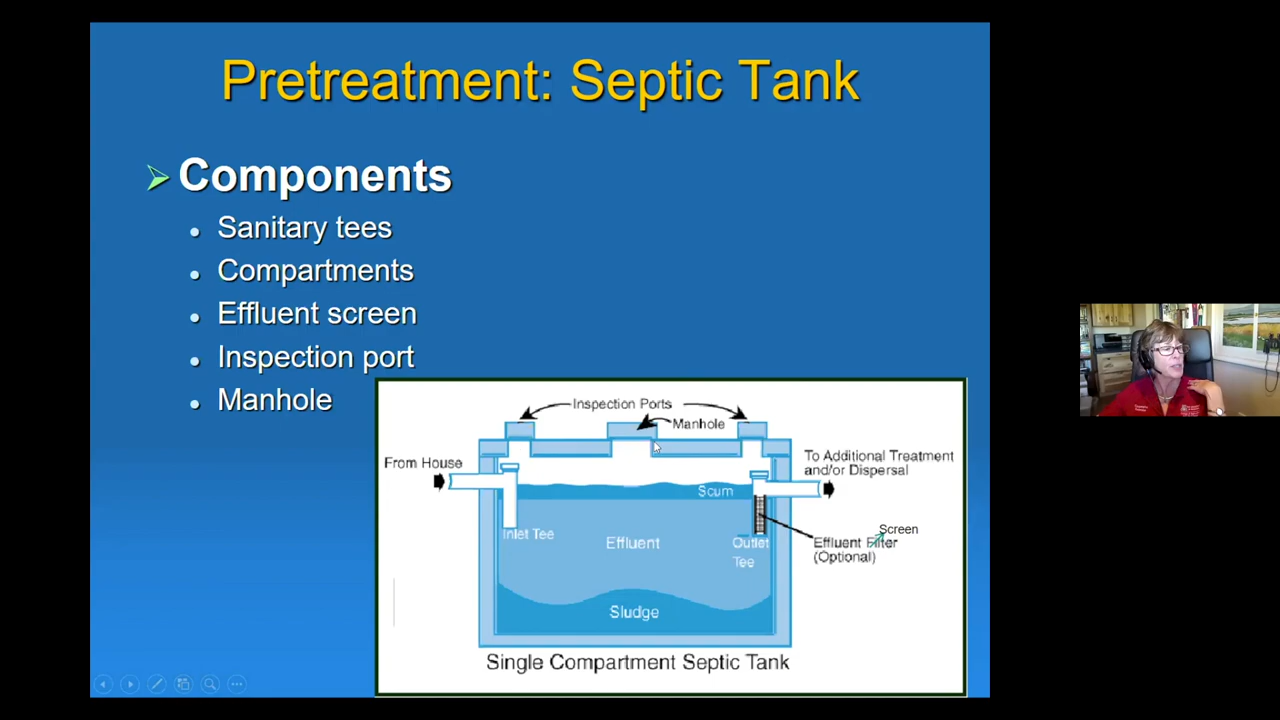 Pretreatment: Septic Tank
Components
Sanitary tees
Compartments
Effluent screen
Inspection port
Manhole
Inspection Ports
Manhole
From House
To Additional Treatment
and/or Dispersal
Scum
Screen
Inlet Tee
Effluent
Outlet
Tee
Effluent Filter
(Optional)
Sludge
Single Compartment Septic Tank